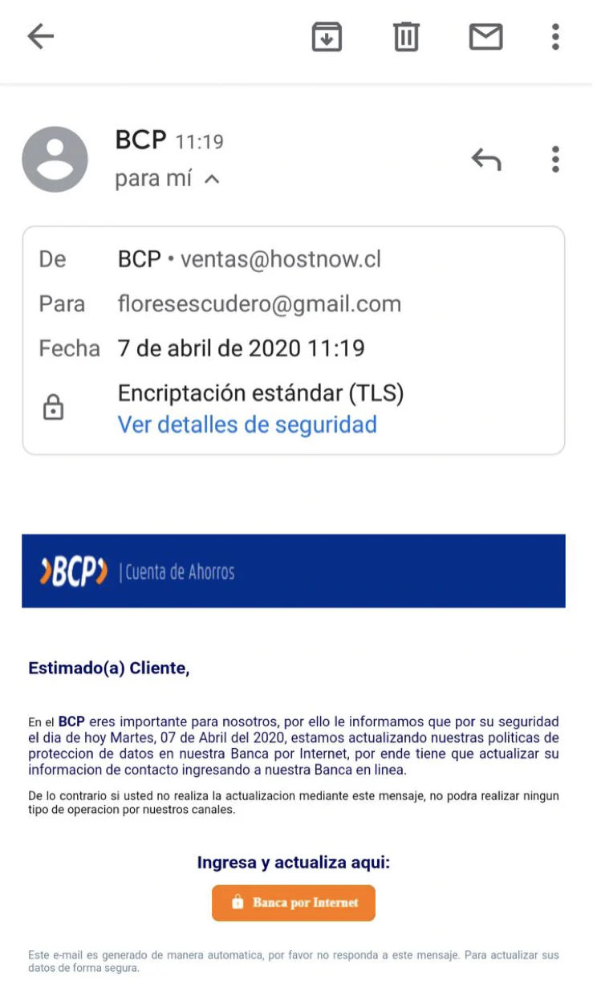 BCP 11:19
para mí
De BCP • ventas@hostnow.cl
Para floresescudero@gmail.com
Fecha 7 de abril de 2020 11:19
Encriptación estándar (TLS)
Ver detalles de seguridad
BCP | Cuenta de Ahorros
Estimado(a) Cliente,
En el BCP eres importante para nosotros, por ello le informamos que por su seguridad
el dia de hoy Martes, 07 de Abril del 2020, estamos actualizando nuestras politicas de
proteccion de datos en nuestra Banca por Internet, por ende tiene que actualizar su
informacion de contacto ingresando a nuestra Banca en linea.
De lo contrario si usted no realiza la actualizacion mediante este mensaje, no podra realizar ningun
tipo de operacion por nuestros canales.
Ingresa y actualiza aqui:
Banca por Internet
Este e-mail es generado de manera automatica, por favor no responda a este mensaje. Para actualizar sus
datos de forma segura.